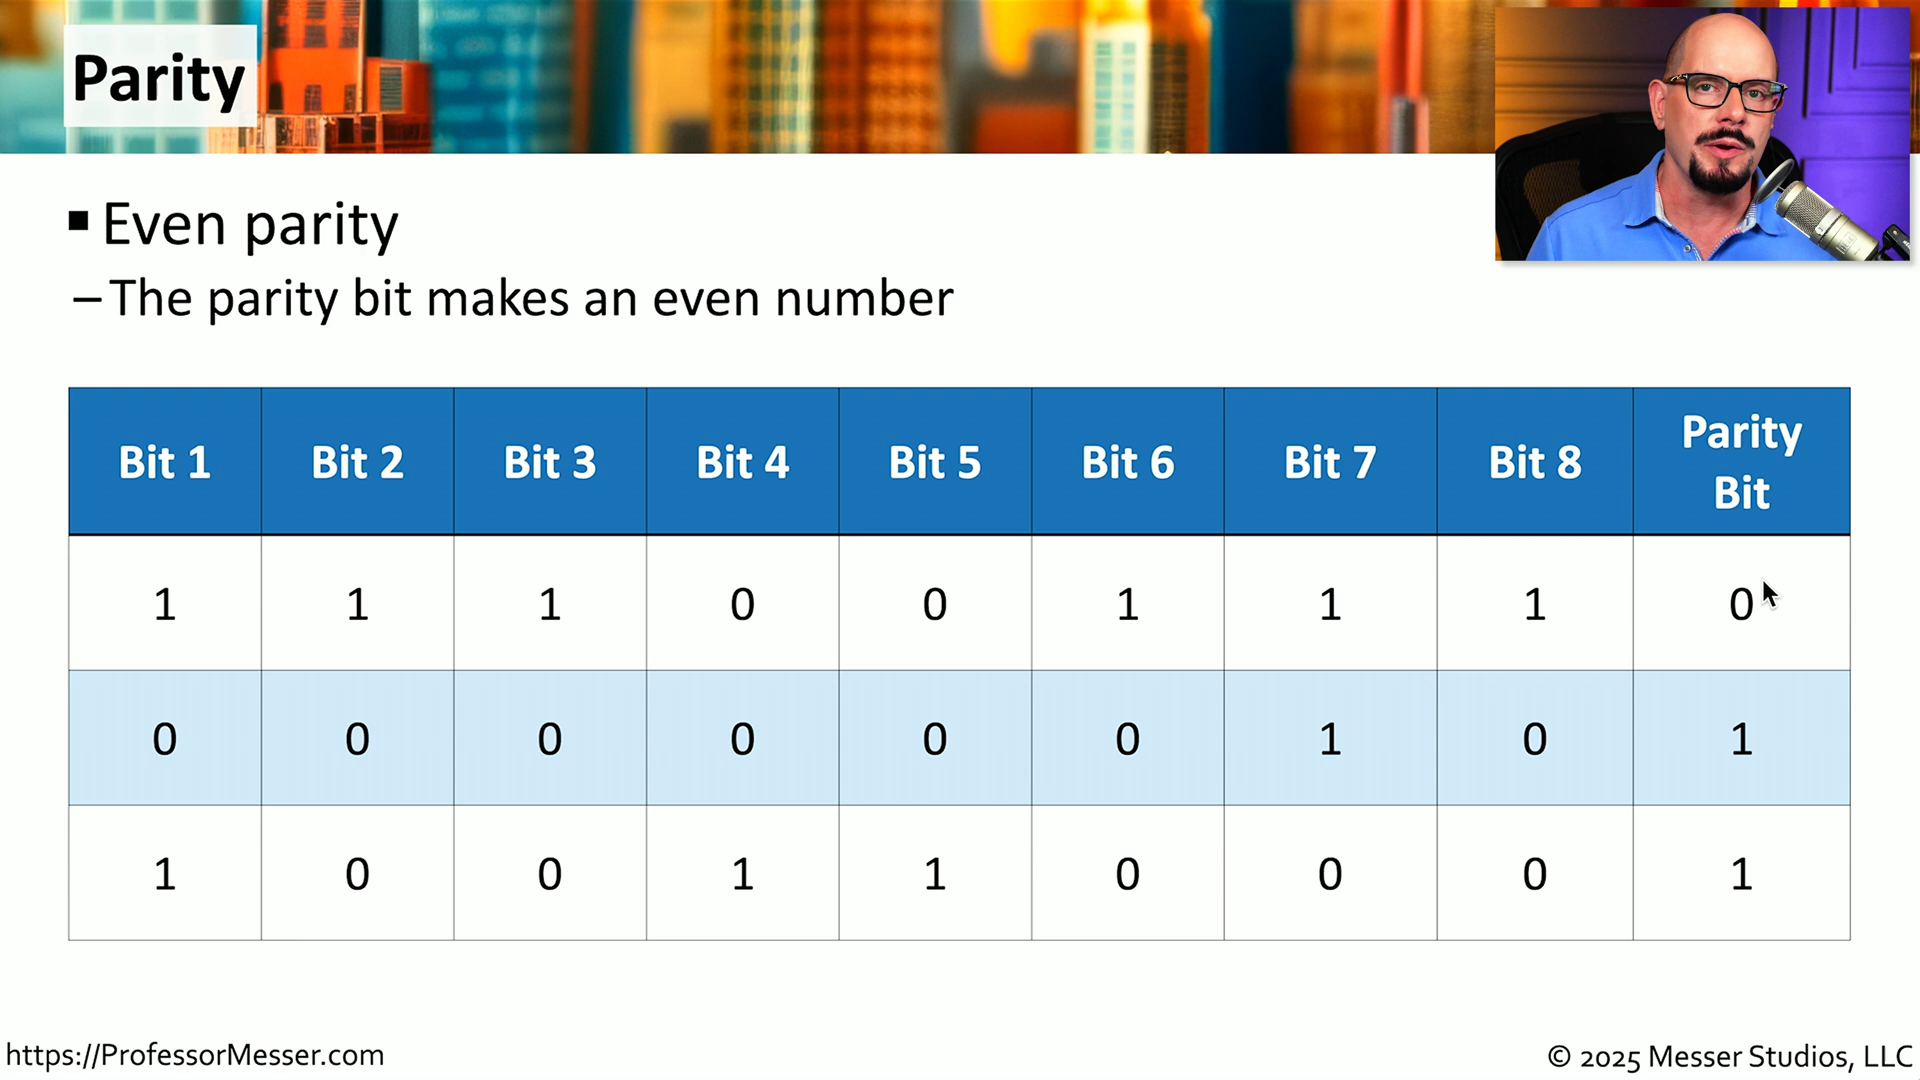 Parity
▪ Even parity
– The parity bit makes an even number
Bit 1 Bit 2 Bit 3 Bit 4 Bit 5 Bit 6 Bit 7 Bit 8 Parity Bit
1 1 1 0 0 1 1 1 0
0 0 0 0 0 0 1 0 1
1 0 0 1 1 0 0 0 1
https://ProfessorMesser.com
© 2025 Messer Studios, LLC